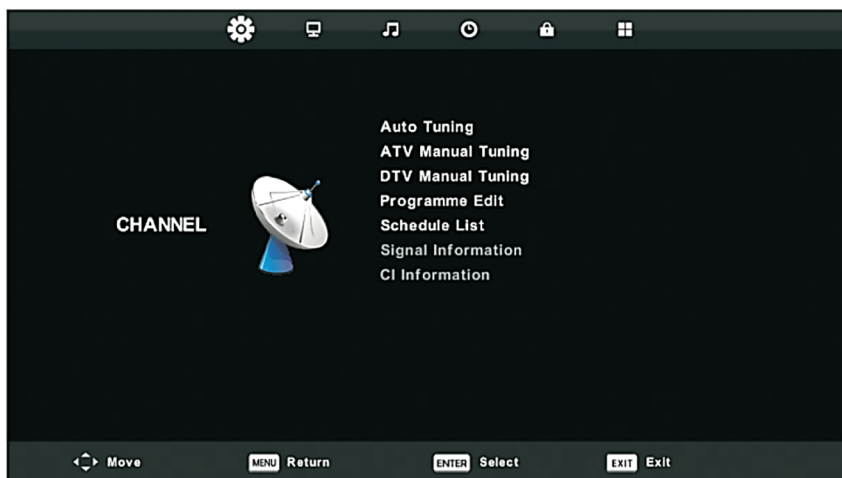 Auto Tuning
ATV Manual Tuning
DTV Manual Tuning
Programme Edit
CHANNEL
Schedule List
Signal Information
CI Information
Move
MENU Return
ENTER Select
EXIT Exit